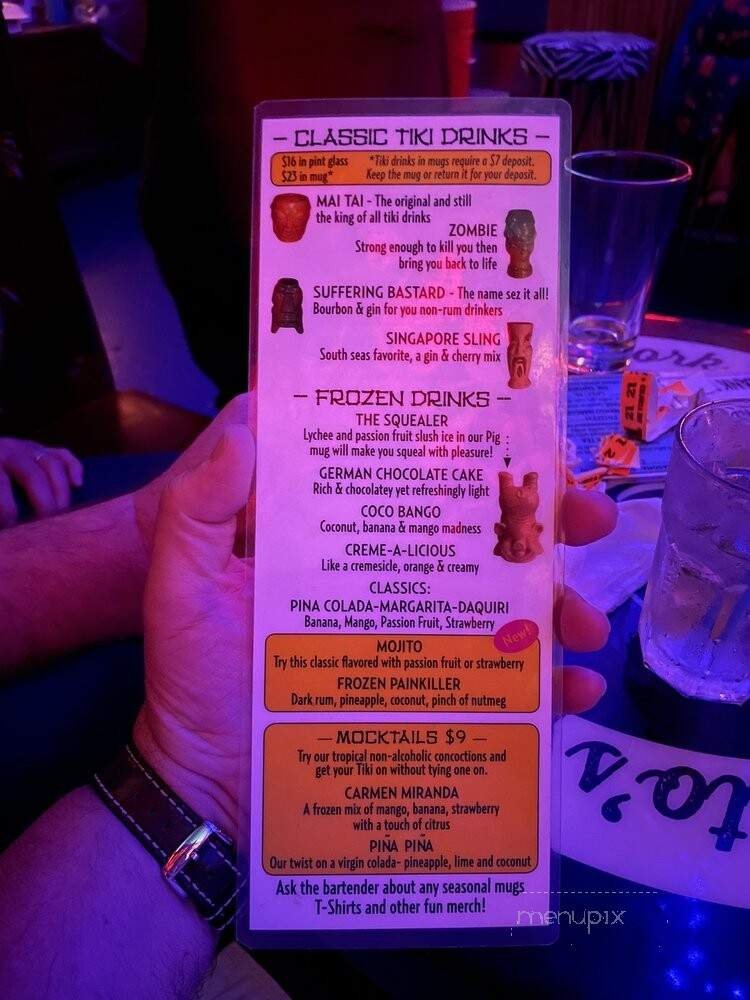 – CLASSIC TIKI DRINKS –
$16 in pint glass
$23 in mug*
*Tiki drinks in mugs require a $7 deposit.
Keep the mug or return it for your deposit.
MAI TAI - The original and still
the king of all tiki drinks
ZOMBIE
Strong enough to kill you then
bring you back to life
SUFFERING BASTARD - The name sez it all!
Bourbon & gin for you non-rum drinkers
SINGAPORE SLING
South seas favorite, a gin & cherry mix
– FROZEN DRINKS –
THE SQUEALER
Lychee and passion fruit slush ice in our Pig
mug will make you squeal with pleasure!
GERMAN CHOCOLATE CAKE
Rich & chocolatey yet refreshingly light
COCO BANGO
Coconut, banana & mango madness
CREME-A-LICIOUS
Like a cremesicle, orange & creamy
CLASSICS:
PINA COLADA-MARGARITA-DAQUIRI
Banana, Mango, Passion Fruit, Strawberry
New!
MOJITO
Try this classic flavored with passion fruit or strawberry
FROZEN PAINKILLER
Dark rum, pineapple, coconut, pinch of nutmeg
– MOCKTAILS $9 –
Try our tropical non-alcoholic concoctions and
get your Tiki on without tying one on.
CARMEN MIRANDA
A frozen mix of mango, banana, strawberry
with a touch of citrus
PIÑA PIÑA
Our twist on a virgin colada- pineapple, lime and coconut
Ask the bartender about any seasonal mugs
T-Shirts and other fun merch!
ork.
21 21
to's
menupix